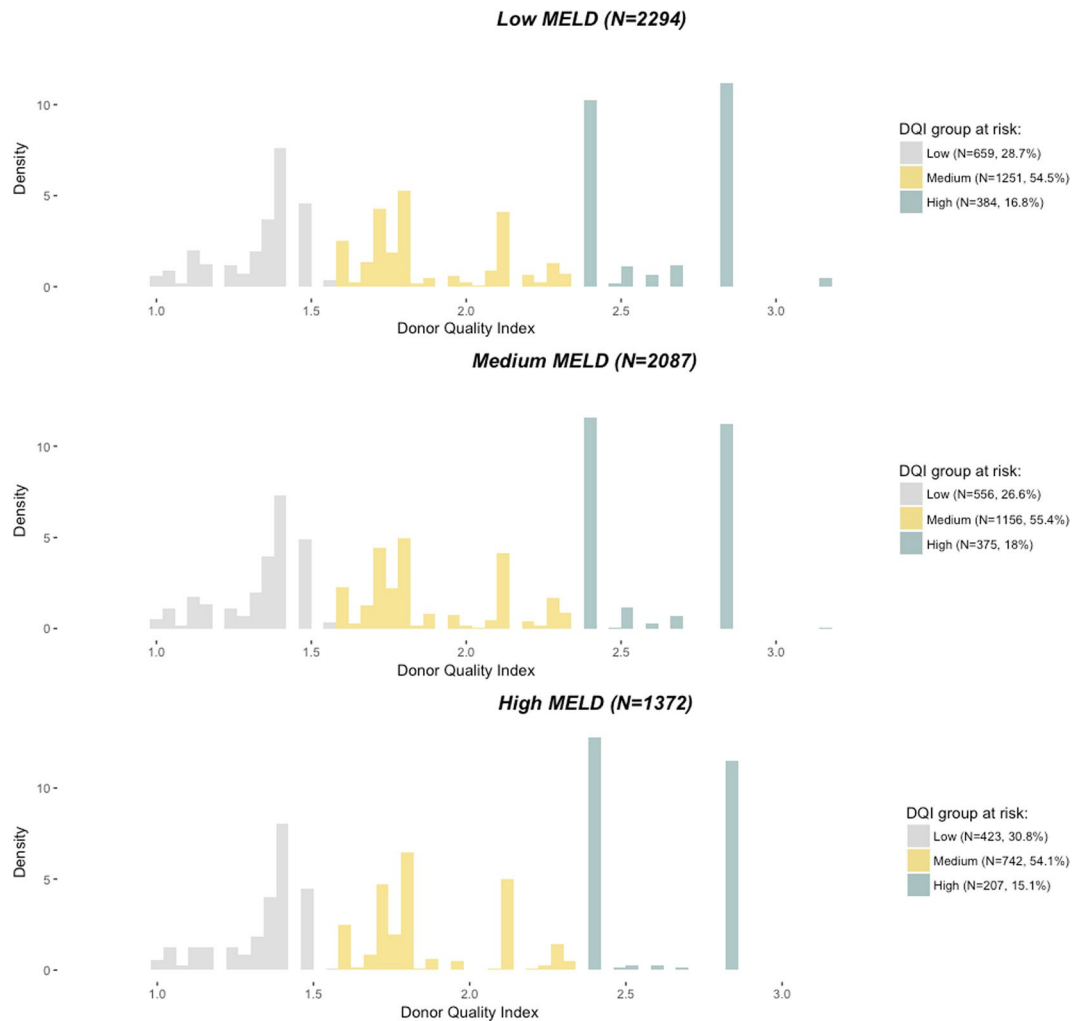 Low MELD (N=2294)
10
5
0
Density
1.0 1.5 2.0 2.5 3.0
Donor Quality Index
DQI group at risk:
Low (N=659, 28.7%)
Medium (N=1251, 54.5%)
High (N=384, 16.8%)
Medium MELD (N=2087)
10
5
0
Density
1.0 1.5 2.0 2.5 3.0
Donor Quality Index
DQI group at risk:
Low (N=556, 26.6%)
Medium (N=1156, 55.4%)
High (N=375, 18%)
High MELD (N=1372)
10
5
0
Density
1.0 1.5 2.0 2.5 3.0
Donor Quality Index
DQI group at risk:
Low (N=423, 30.8%)
Medium (N=742, 54.1%)
High (N=207, 15.1%)